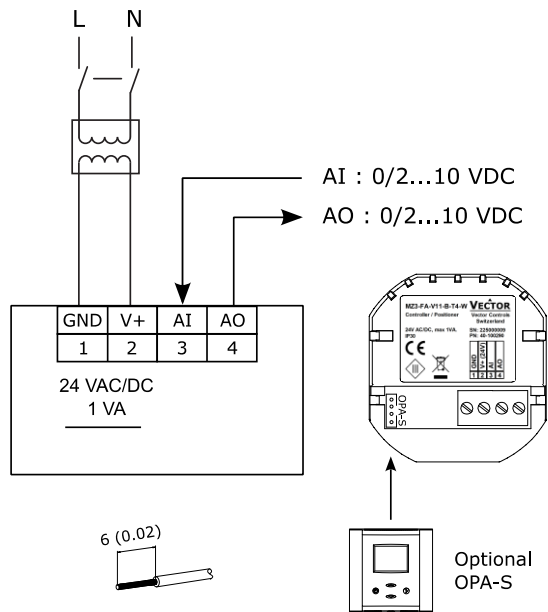 L N
AI : 0/2...10 VDC
AO : 0/2...10 VDC
GND V+ AI AO
1 2 3 4
24 VAC/DC
1 VA
MZ3-FA-V11-B-T4-W VECTOR
Controller / Positioner Vector Controls
Switzerland
24V AC/DC, max 1VA.
IP30
SN: 225000009
PN: 40-100290
CE
GND
V+ (24V)
AI
AO
1 2 3 4
OPA-S
6 (0.02)
Optional
OPA-S